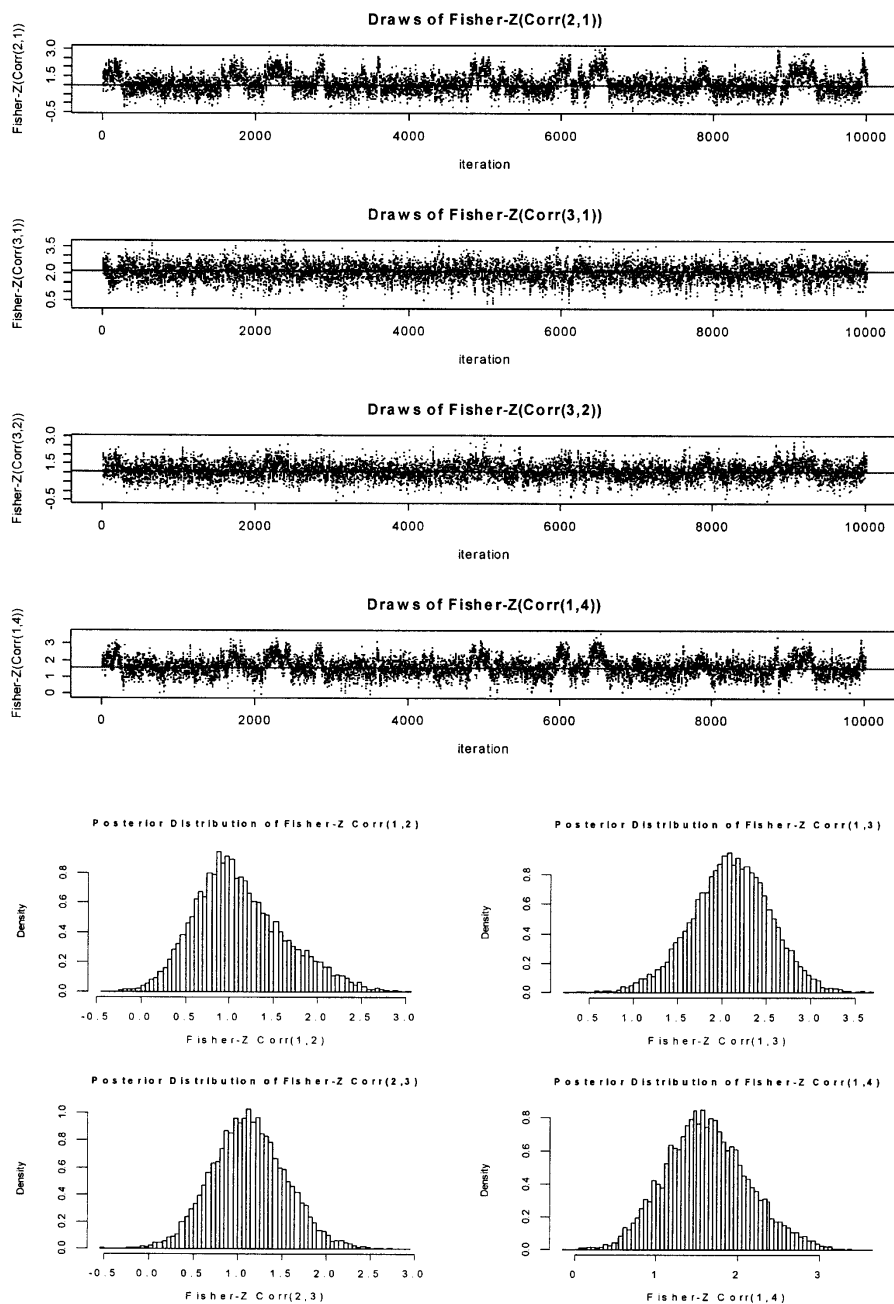 Draws of Fisher-Z(Corr(2,1))
Fisher-Z(Corr(2,1))
3.0
1.5
-0.5
0 2000 4000 6000 8000 10000
iteration
Draws of Fisher-Z(Corr(3,1))
Fisher-Z(Corr(3,1))
3.5
2.0
0.5
0 2000 4000 6000 8000 10000
iteration
Draws of Fisher-Z(Corr(3,2))
Fisher-Z(Corr(3,2))
3.0
1.5
-0.5
0 2000 4000 6000 8000 10000
iteration
Draws of Fisher-Z(Corr(1,4))
Fisher-Z(Corr(1,4))
3
2
1
0
0 2000 4000 6000 8000 10000
iteration
Posterior Distribution of Fisher-Z Corr(1,2)
Density
0.8
0.6
0.4
0.2
0.0
-0.5 0.0 0.5 1.0 1.5 2.0 2.5 3.0
Fisher-Z Corr(1,2)
Posterior Distribution of Fisher-Z Corr(1,3)
Density
0.8
0.6
0.4
0.2
0.0
0.5 1.0 1.5 2.0 2.5 3.0 3.5
Fisher-Z Corr(1,3)
Posterior Distribution of Fisher-Z Corr(2,3)
Density
1.0
0.8
0.6
0.4
0.2
0.0
-0.5 0.0 0.5 1.0 1.5 2.0 2.5 3.0
Fisher-Z Corr(2,3)
Posterior Distribution of Fisher-Z Corr(1,4)
Density
0.8
0.6
0.4
0.2
0.0
0 1 2 3
Fisher-Z Corr(1,4)